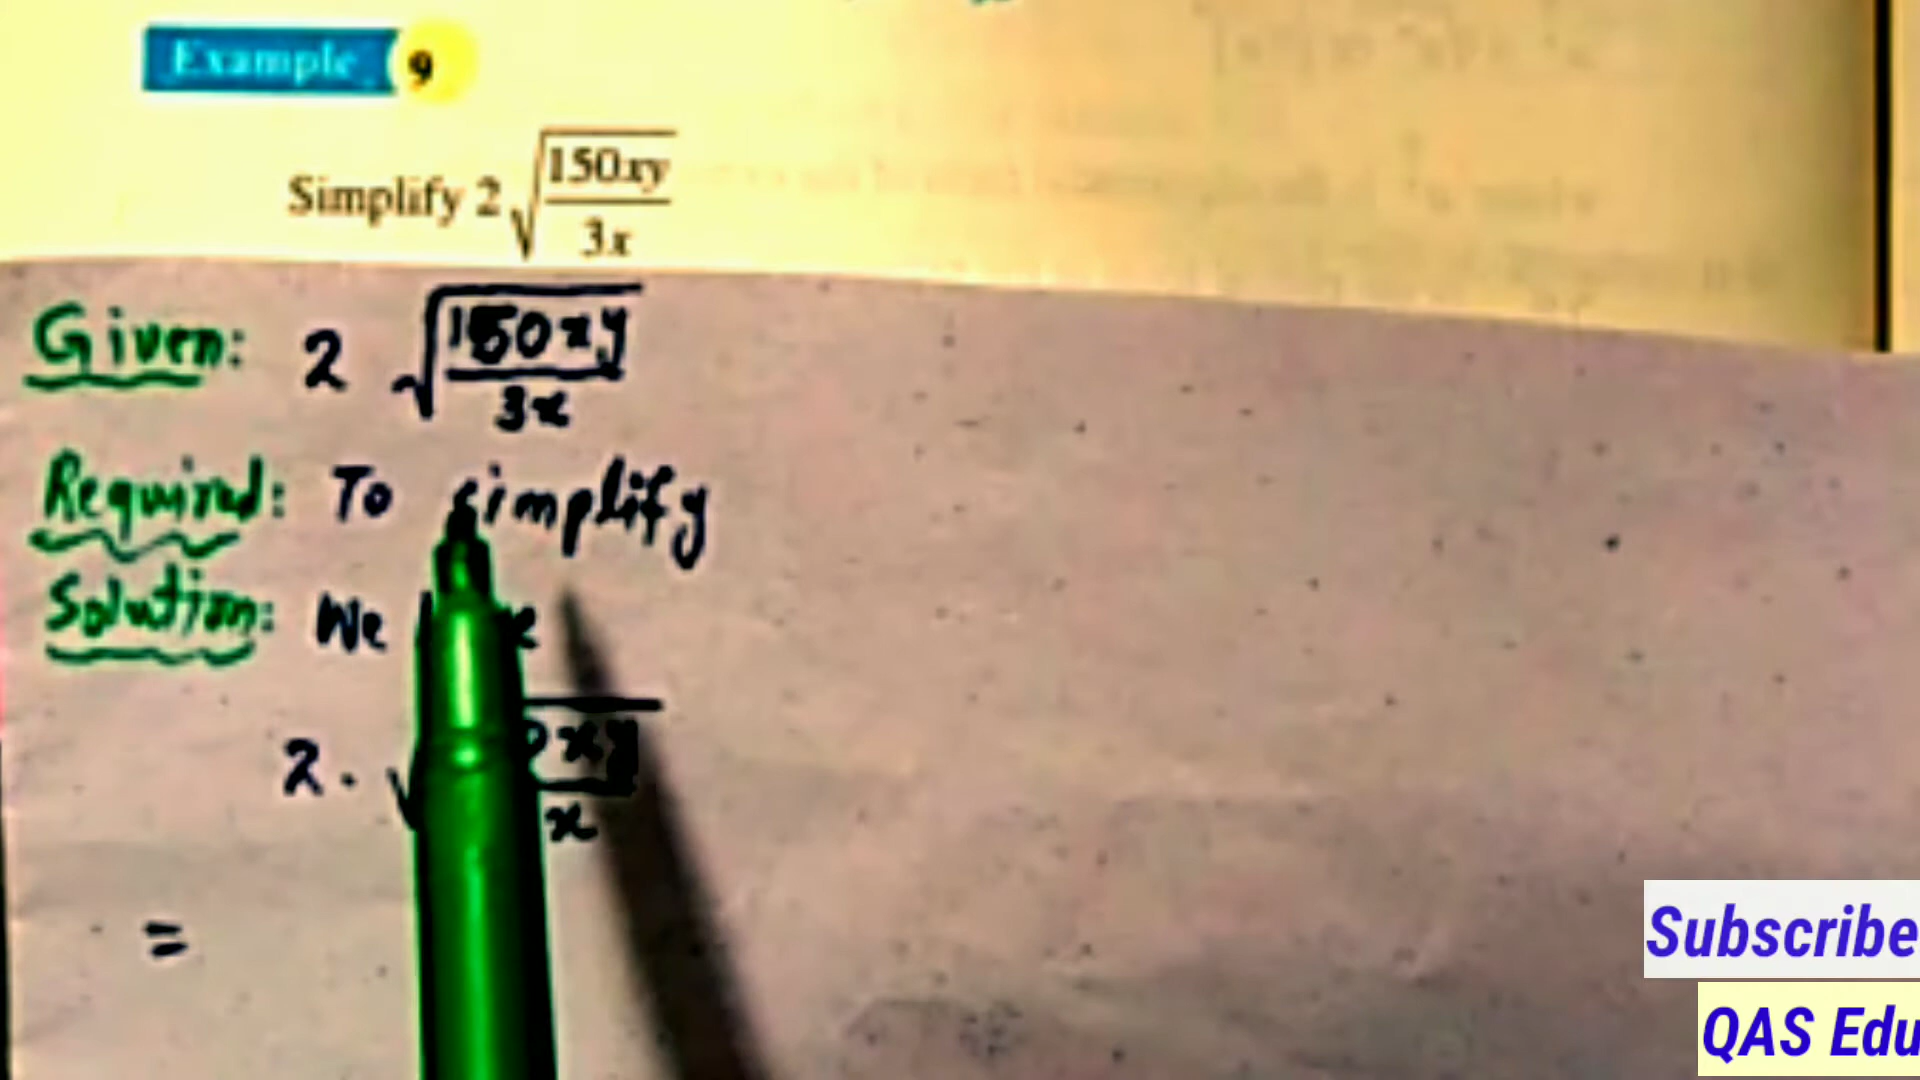 Example 9
Simplify 2√(150xy/3x)
Given: 2 √(150xy/3x)
Required: To simplify
Solution: We
2. √ xy
x
=
Subscribe
QAS Edu